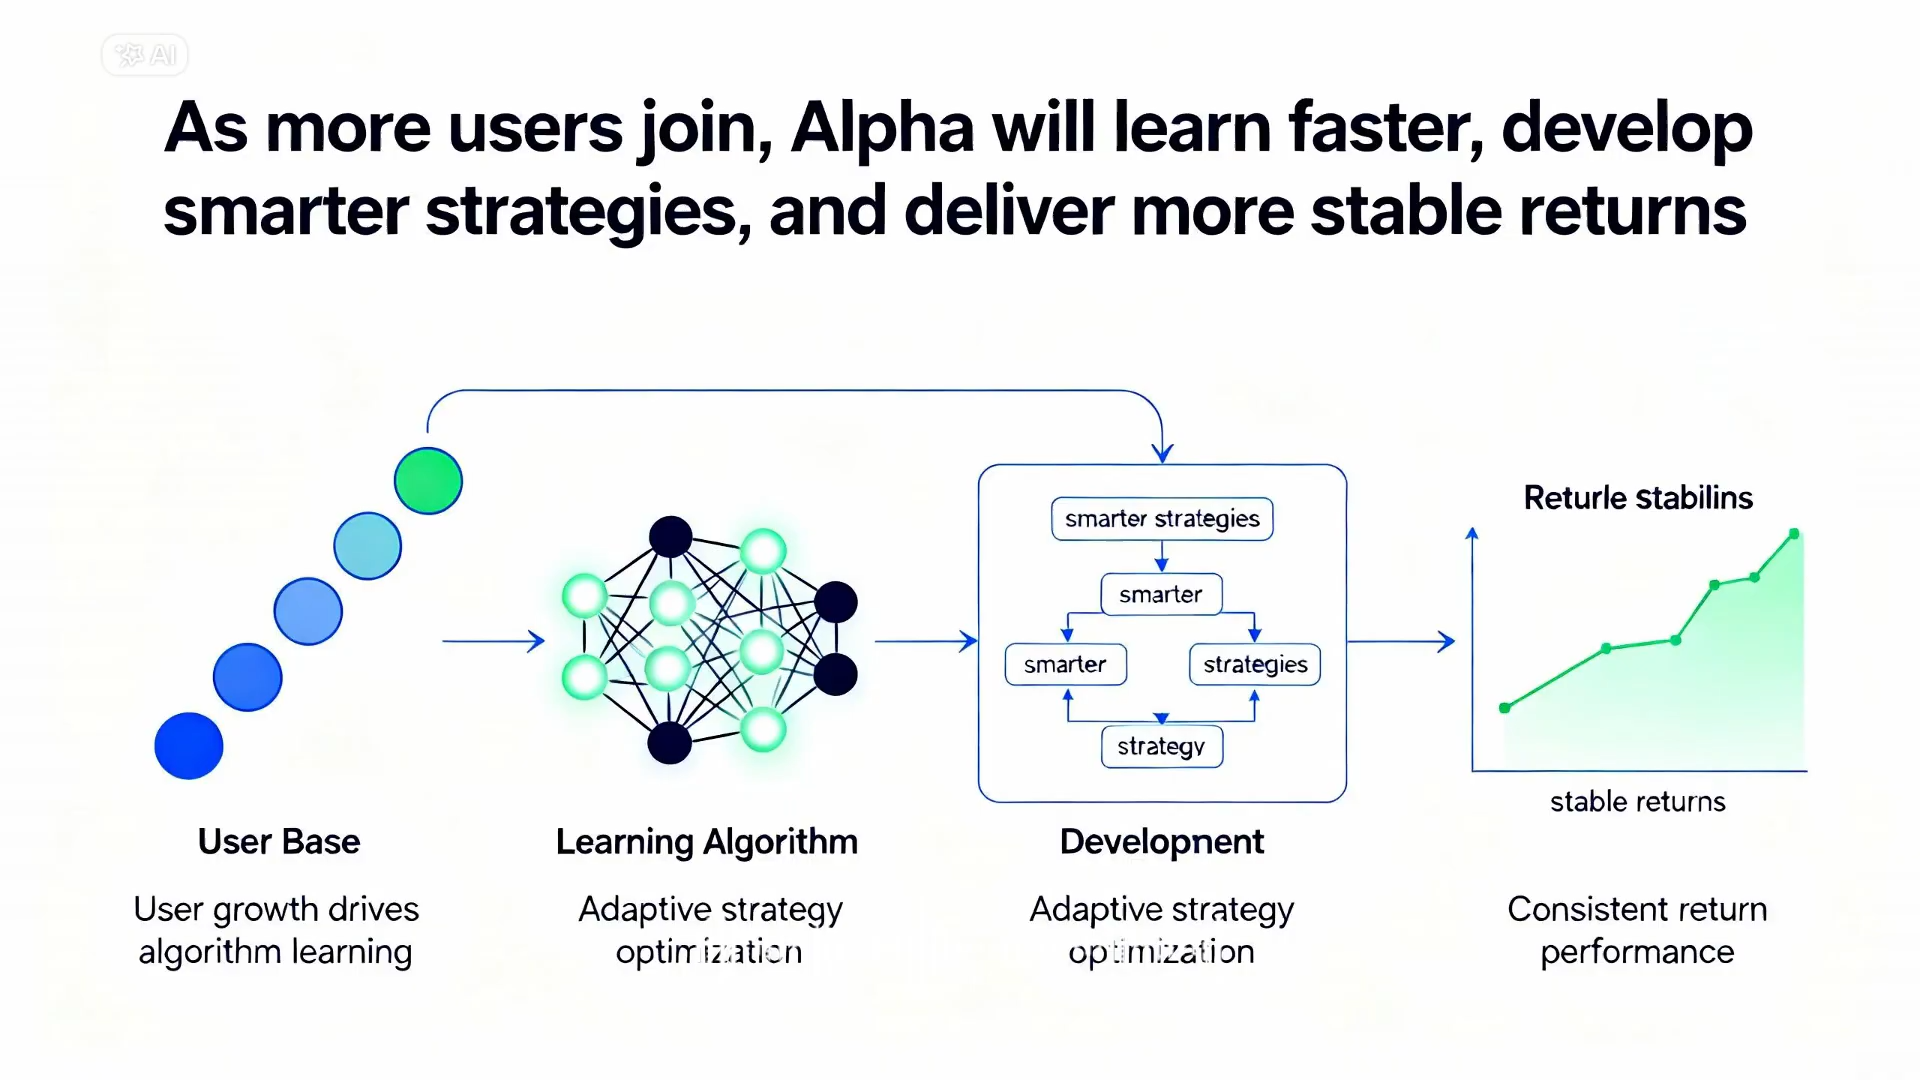 AI
As more users join, Alpha will learn faster, develop
smarter strategies, and deliver more stable returns
smarter strategies
smarter
smarter
strategies
strategy
Returle stabilins
stable returns
User Base
User growth drives
algorithm learning
Learning Algorithm
Adaptive strategy
optimization
Development
Adaptive strategy
optimization
Consistent return
performance